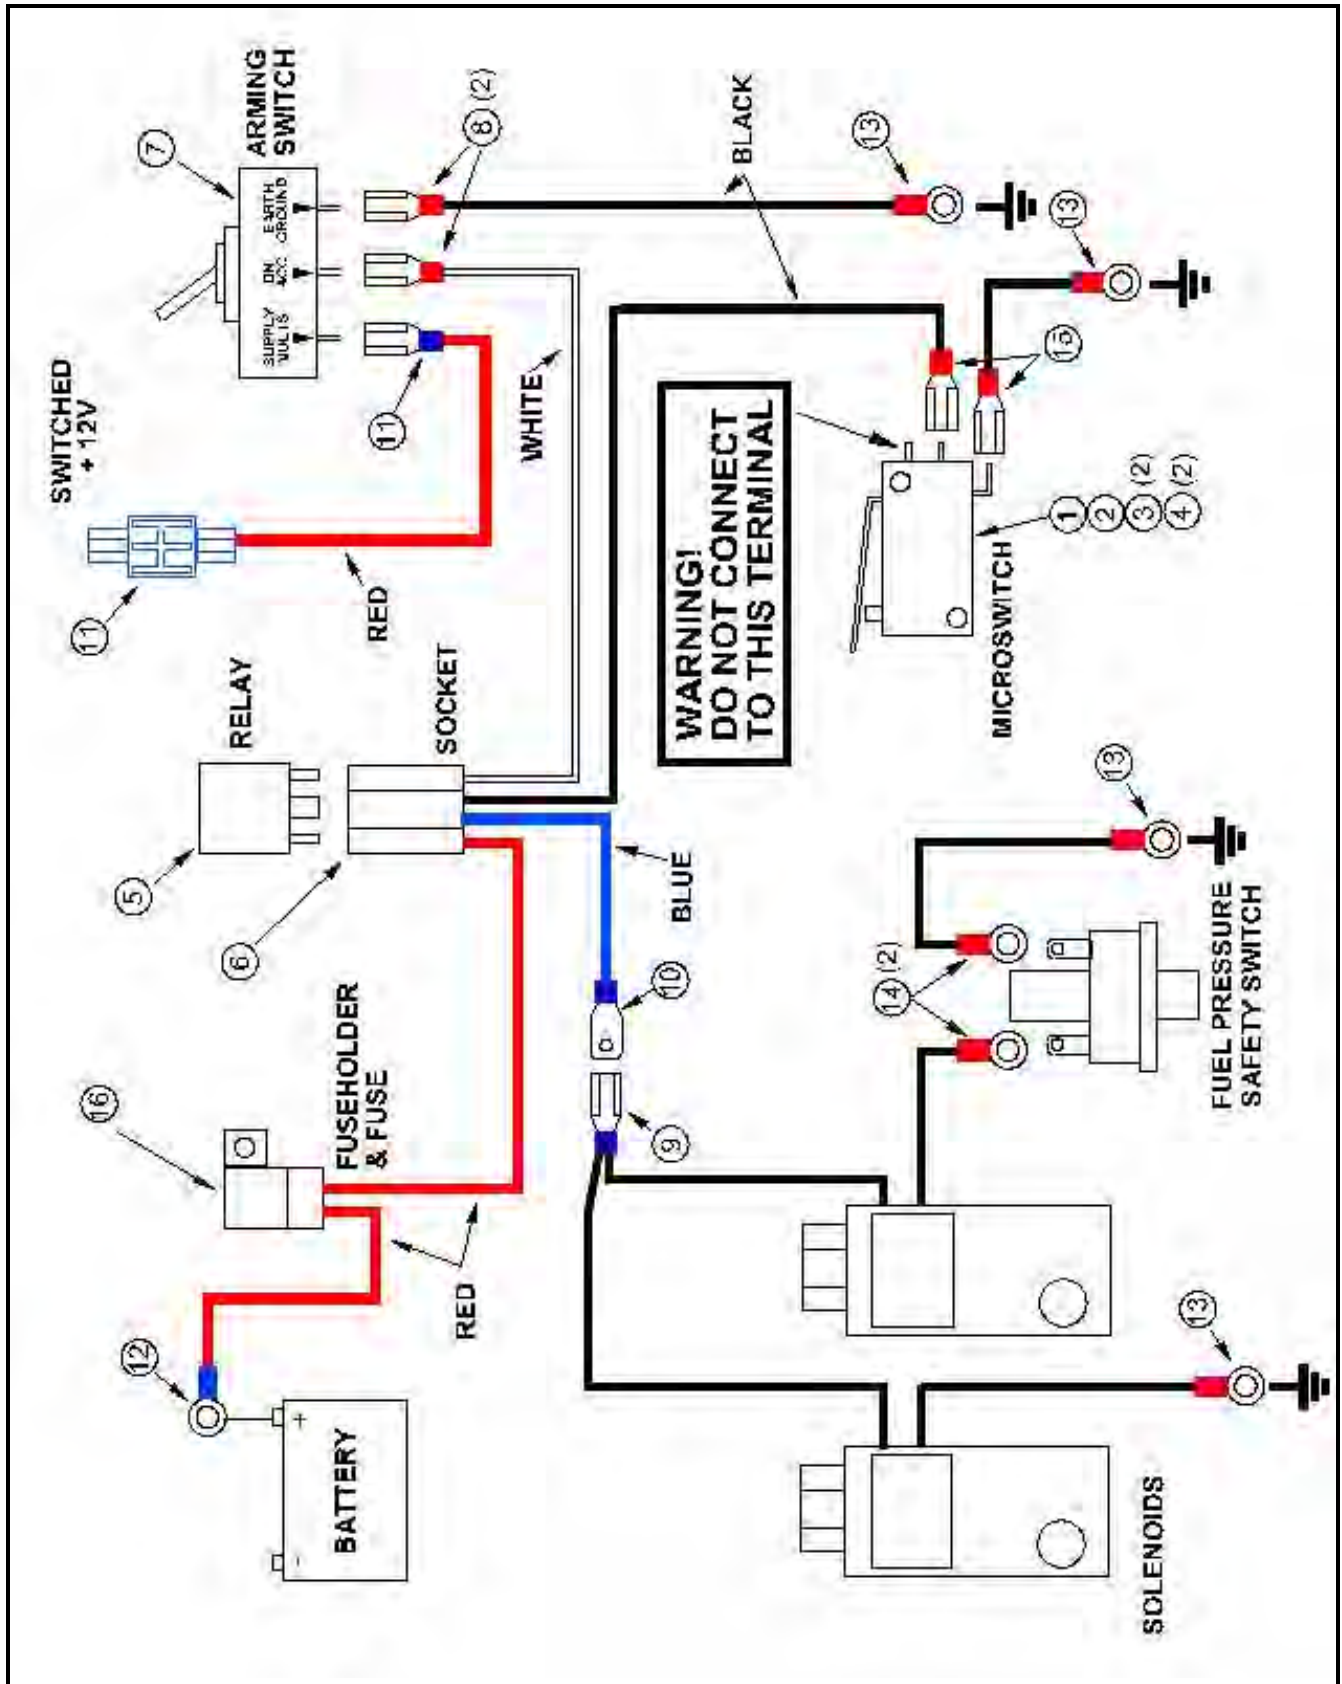 12
BATTERY
+
-
16
FUSEHOLDER
& FUSE
RED
5
RELAY
6
SOCKET
11
SWITCHED
+ 12V
RED
7
ARMING
SWITCH
SUPPLY
VOLTS
ON
ACC
EARTH
GROUND
11
8 (2)
WHITE
BLACK
13
13
15
WARNING!
DO NOT CONNECT
TO THIS TERMINAL
1
2
3 (2)
4 (2)
MICROSWITCH
BLUE
10
9
14 (2)
13
FUEL PRESSURE
SAFETY SWITCH
13
SOLENOIDS